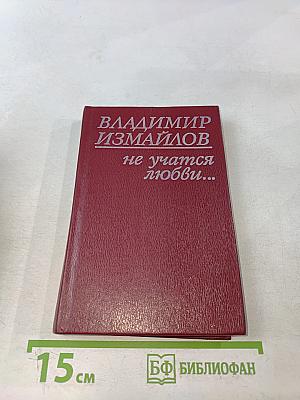 ВЛАДИМИР
ИЗМАЙЛОВ
не учатся
любви...
15 см
БФ БИБЛИОФАН